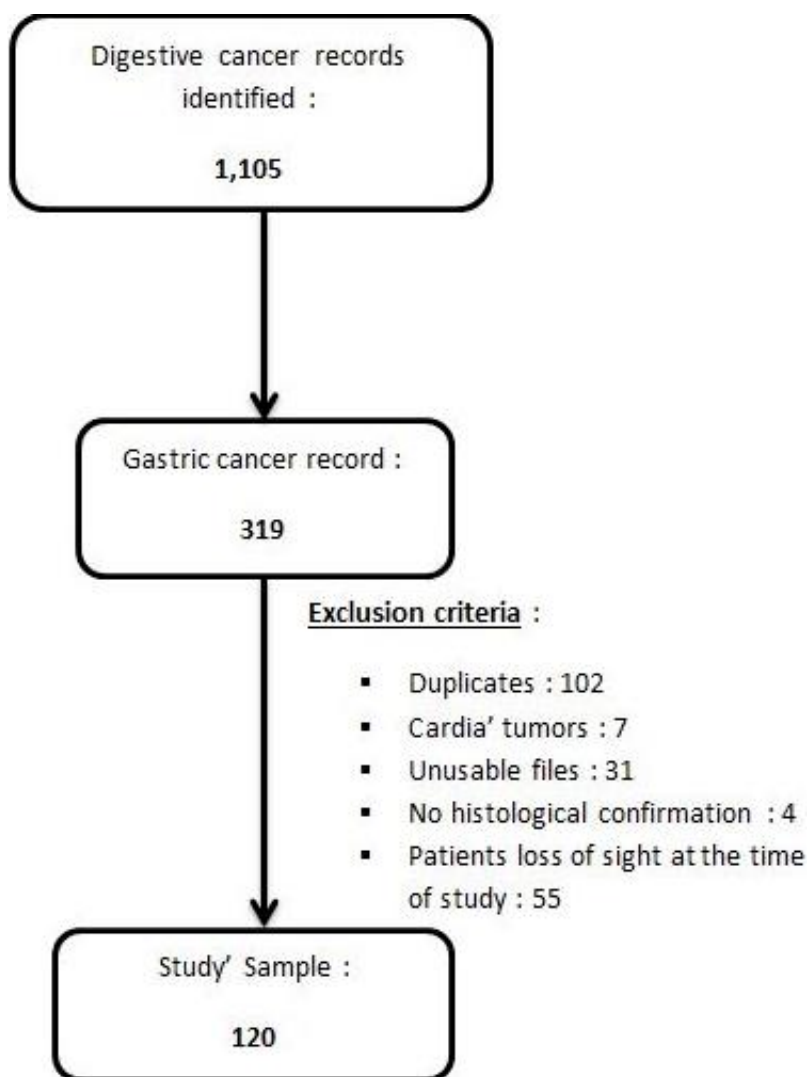 Digestive cancer records
identified :
1,105
Gastric cancer record :
319
Exclusion criteria :
▪ Duplicates : 102
▪ Cardia’ tumors : 7
▪ Unusable files : 31
▪ No histological confirmation : 4
▪ Patients loss of sight at the time
of study : 55
Study’ Sample :
120